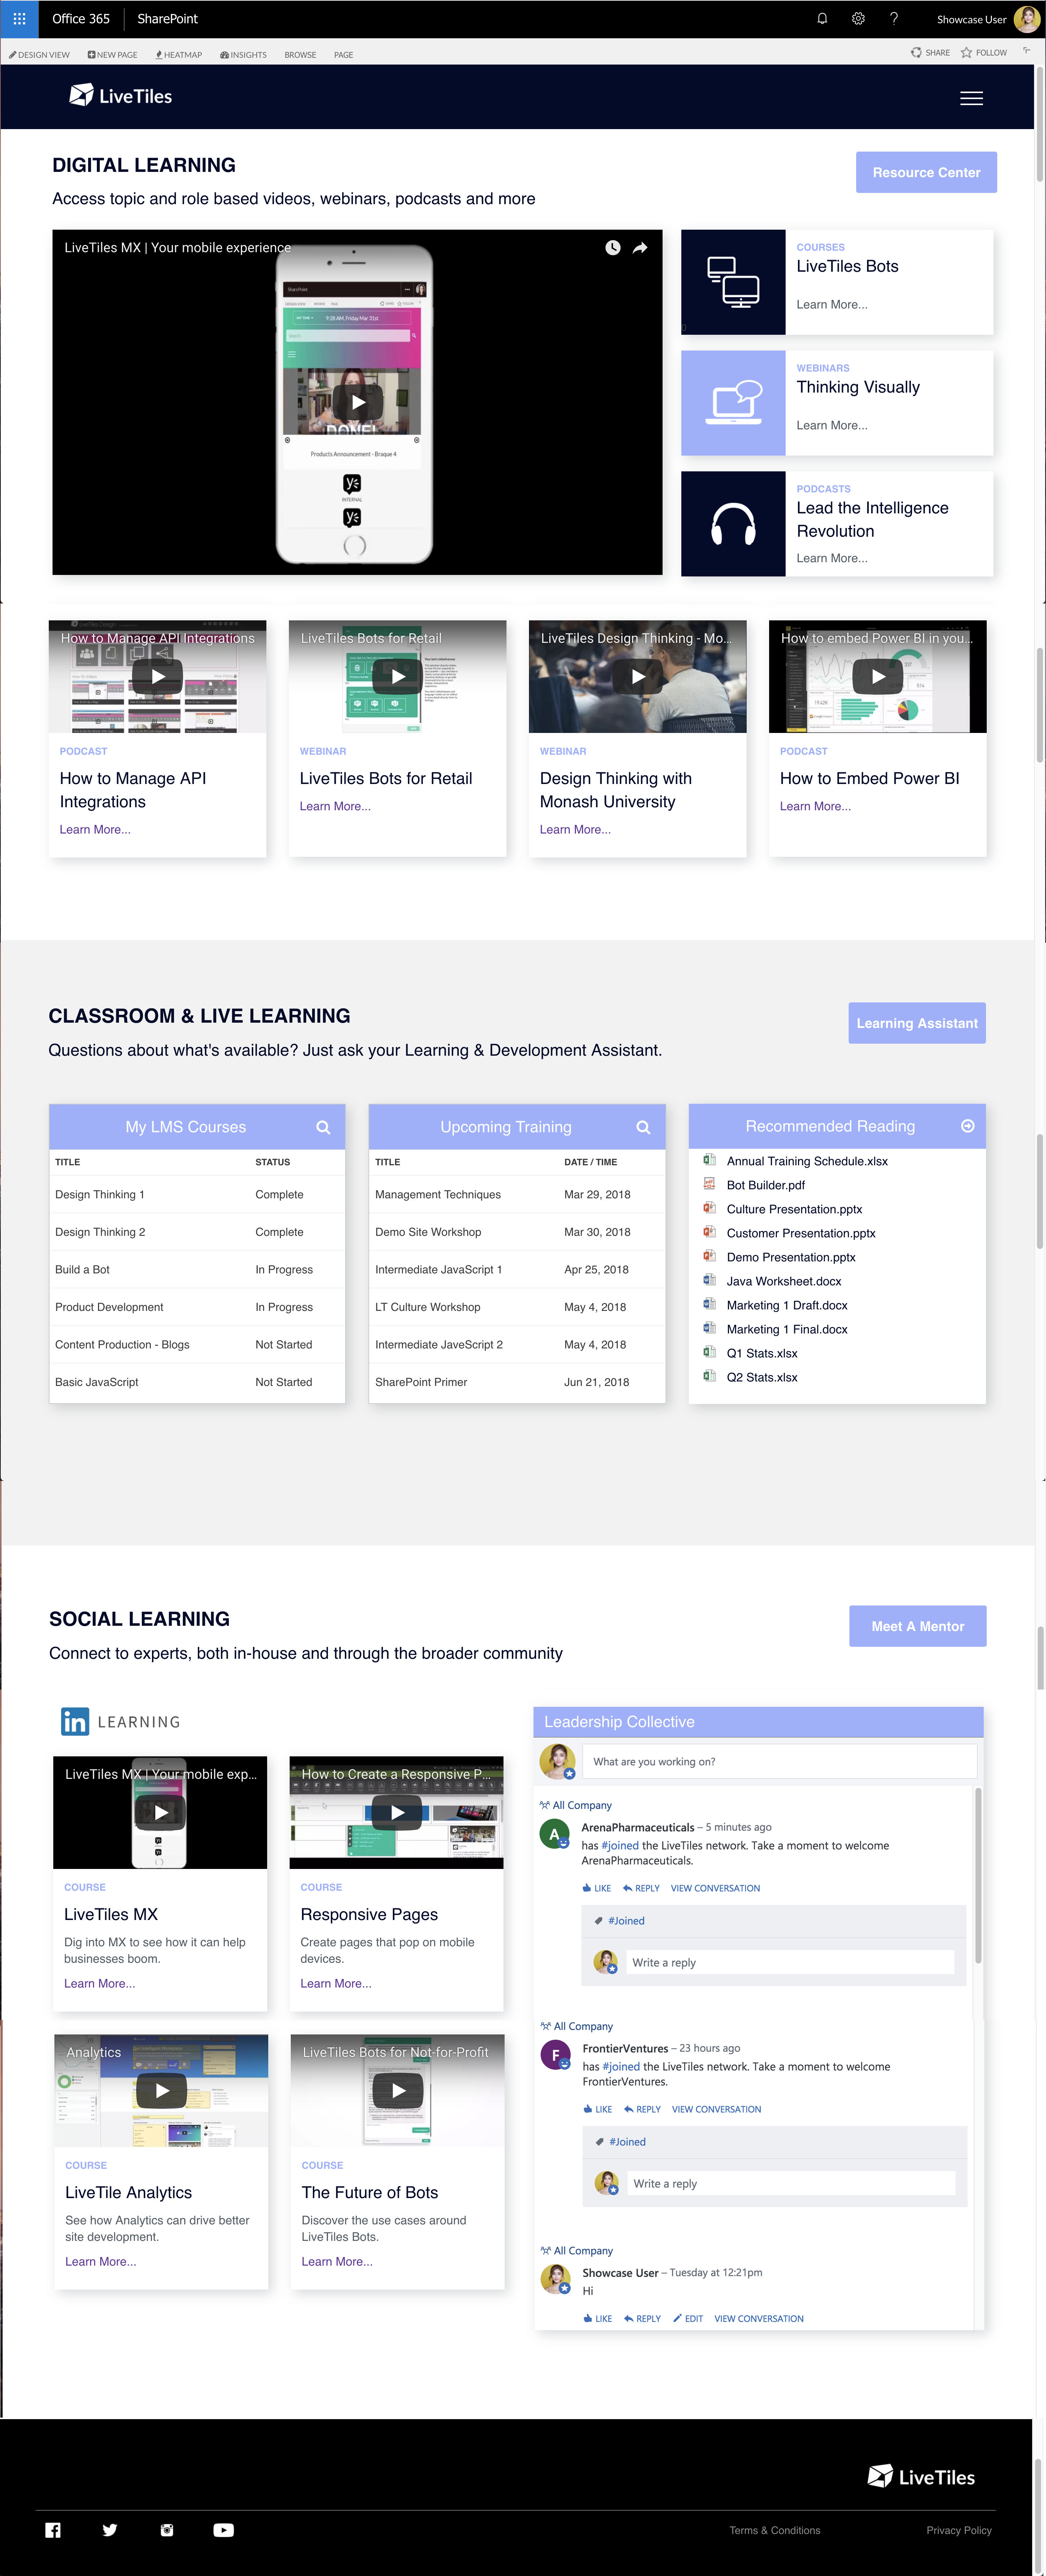 Office 365 SharePoint Showcase User
DESIGN VIEW NEW PAGE HEATMAP INSIGHTS BROWSE PAGE SHARE FOLLOW
LiveTiles
DIGITAL LEARNING
Resource Center
Access topic and role based videos, webinars, podcasts and more
LiveTiles MX | Your mobile experience
SharePoint
9:28 AM, Friday Mar 31st
Search
DONE!
Products Announcement - Braque 4
INTERNAL
COURSES
LiveTiles Bots
Learn More...
WEBINARS
Thinking Visually
Learn More...
PODCASTS
Lead the Intelligence
Revolution
Learn More...
How to Manage API Integrations
PODCAST
How to Manage API
Integrations
Learn More...
LiveTiles Bots for Retail
WEBINAR
LiveTiles Bots for Retail
Learn More...
LiveTiles Design Thinking - Mo...
WEBINAR
Design Thinking with
Monash University
Learn More...
How to embed Power BI in you...
PODCAST
How to Embed Power BI
Learn More...
CLASSROOM & LIVE LEARNING
Learning Assistant
Questions about what's available? Just ask your Learning & Development Assistant.
My LMS Courses
TITLE STATUS
Design Thinking 1 Complete
Design Thinking 2 Complete
Build a Bot In Progress
Product Development In Progress
Content Production - Blogs Not Started
Basic JavaScript Not Started
Upcoming Training
TITLE DATE / TIME
Management Techniques Mar 29, 2018
Demo Site Workshop Mar 30, 2018
Intermediate JavaScript 1 Apr 25, 2018
LT Culture Workshop May 4, 2018
Intermediate JaveScript 2 May 4, 2018
SharePoint Primer Jun 21, 2018
Recommended Reading
Annual Training Schedule.xlsx
Bot Builder.pdf
Culture Presentation.pptx
Customer Presentation.pptx
Demo Presentation.pptx
Java Worksheet.docx
Marketing 1 Draft.docx
Marketing 1 Final.docx
Q1 Stats.xlsx
Q2 Stats.xlsx
SOCIAL LEARNING
Meet A Mentor
Connect to experts, both in-house and through the broader community
in LEARNING
LiveTiles MX | Your mobile exp...
COURSE
LiveTiles MX
Dig into MX to see how it can help
businesses boom.
Learn More...
How to Create a Responsive P...
COURSE
Responsive Pages
Create pages that pop on mobile
devices.
Learn More...
Analytics
COURSE
LiveTile Analytics
See how Analytics can drive better
site development.
Learn More...
LiveTiles Bots for Not-for-Profit
COURSE
The Future of Bots
Discover the use cases around
LiveTiles Bots.
Learn More...
Leadership Collective
What are you working on?
All Company
A
ArenaPharmaceuticals – 5 minutes ago
has #joined the LiveTiles network. Take a moment to welcome
ArenaPharmaceuticals.
LIKE REPLY VIEW CONVERSATION
#Joined
Write a reply
All Company
F
FrontierVentures – 23 hours ago
has #joined the LiveTiles network. Take a moment to welcome
FrontierVentures.
LIKE REPLY VIEW CONVERSATION
#Joined
Write a reply
All Company
Showcase User – Tuesday at 12:21pm
Hi
LIKE REPLY EDIT VIEW CONVERSATION
LiveTiles
Terms & Conditions Privacy Policy